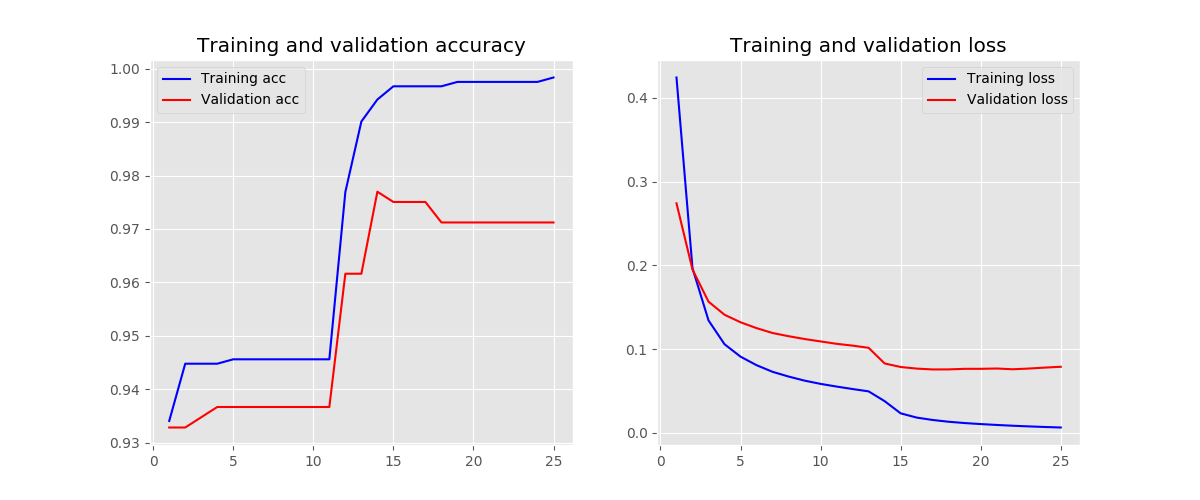 Training and validation accuracy
Training acc
Validation acc
1.00
0.99
0.98
0.97
0.96
0.95
0.94
0.93
0 5 10 15 20 25
Training and validation loss
Training loss
Validation loss
0.4
0.3
0.2
0.1
0.0
0 5 10 15 20 25